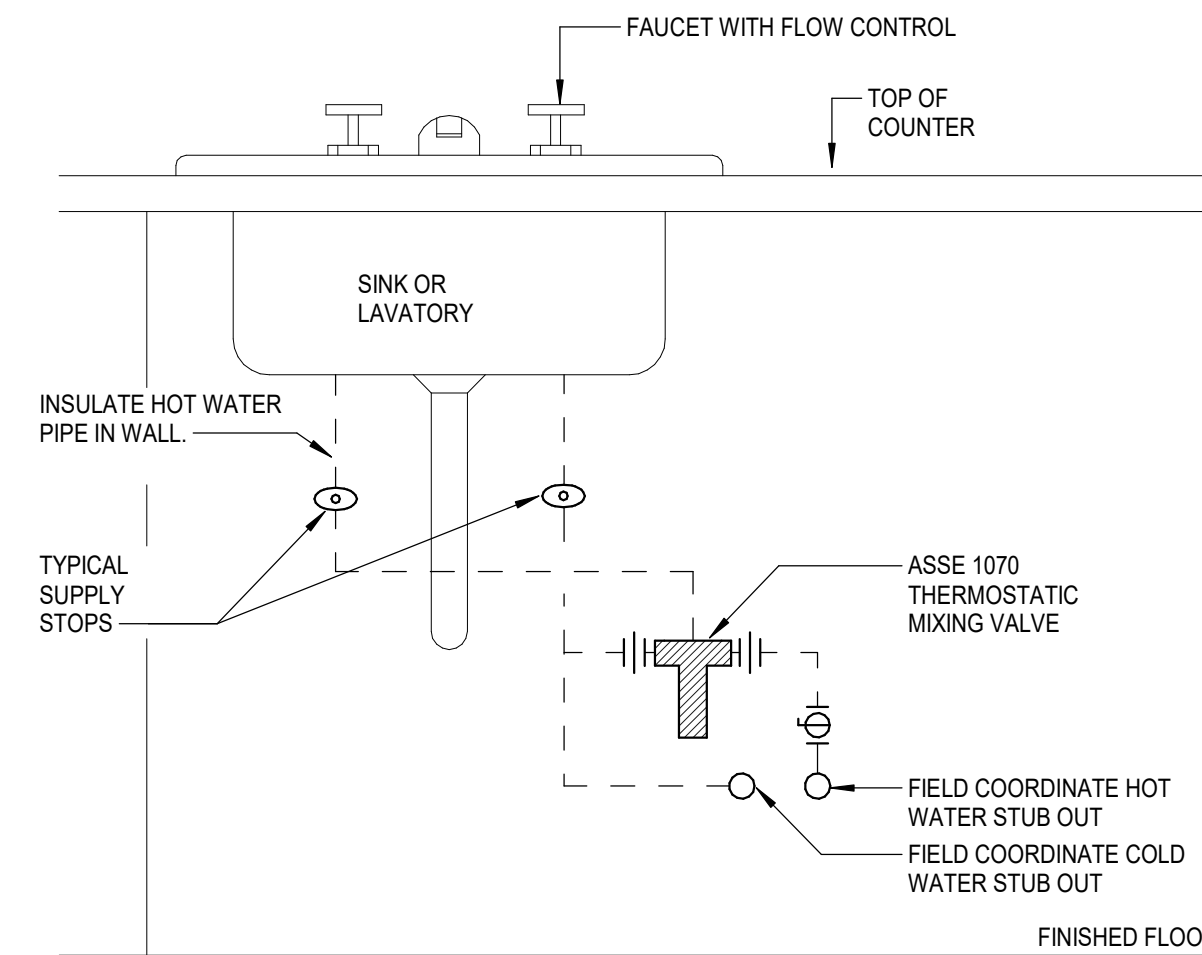 FAUCET WITH FLOW CONTROL
TOP OF
COUNTER
SINK OR
LAVATORY
INSULATE HOT WATER
PIPE IN WALL.
TYPICAL
SUPPLY
STOPS
ASSE 1070
THERMOSTATIC
MIXING VALVE
FIELD COORDINATE HOT
WATER STUB OUT
FIELD COORDINATE COLD
WATER STUB OUT
FINISHED FLOO